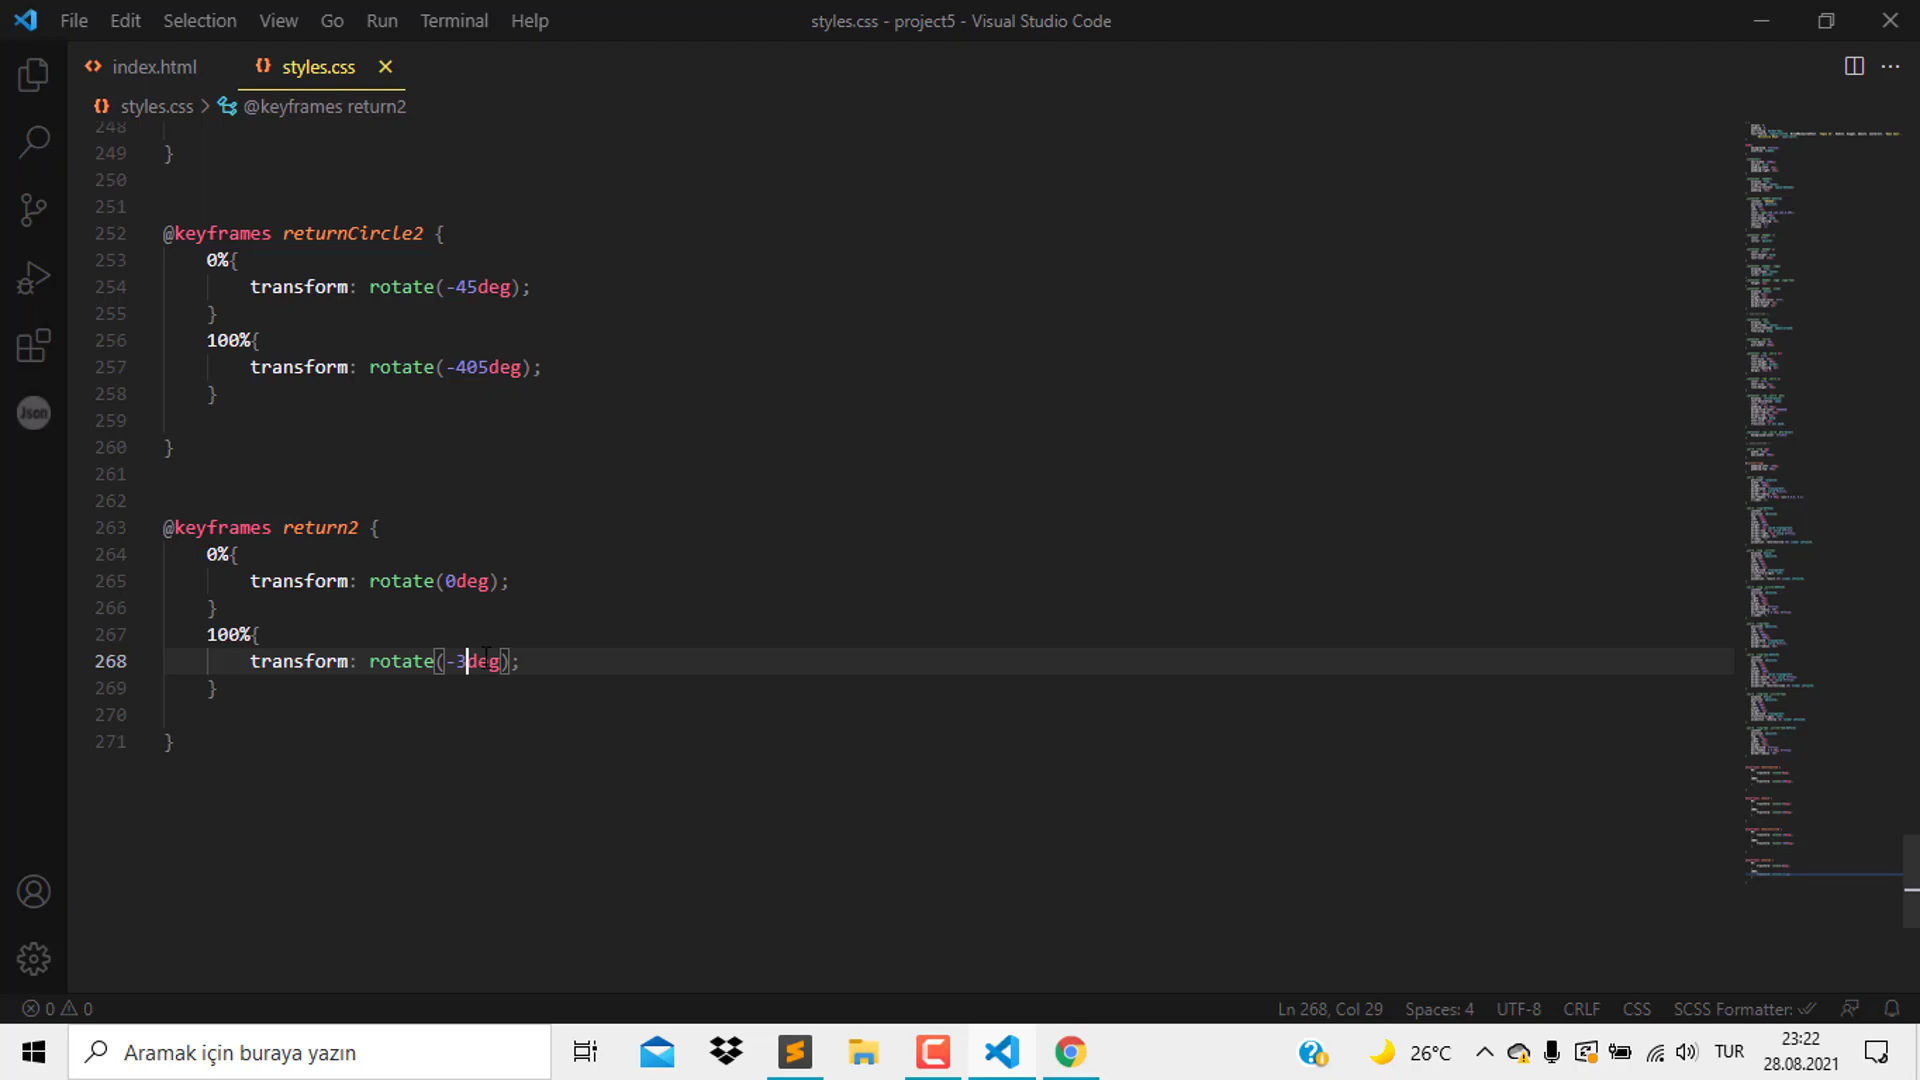 File Edit Selection View Go Run Terminal Help
styles.css - project5 - Visual Studio Code
index.html
styles.css
styles.css > @keyframes return2
248
249 }
250
251
252 @keyframes returnCircle2 {
253 0%{
254 transform: rotate(-45deg);
255 }
256 100%{
257 transform: rotate(-405deg);
258 }
259
260 }
261
262
263 @keyframes return2 {
264 0%{
265 transform: rotate(0deg);
266 }
267 100%{
268 transform: rotate(-3deg);
269 }
270
271 }
Json
0 0
Ln 268, Col 29 Spaces: 4 UTF-8 CRLF CSS SCSS Formatter:
Aramak için buraya yazın
26°C
TUR
23:22
28.08.2021